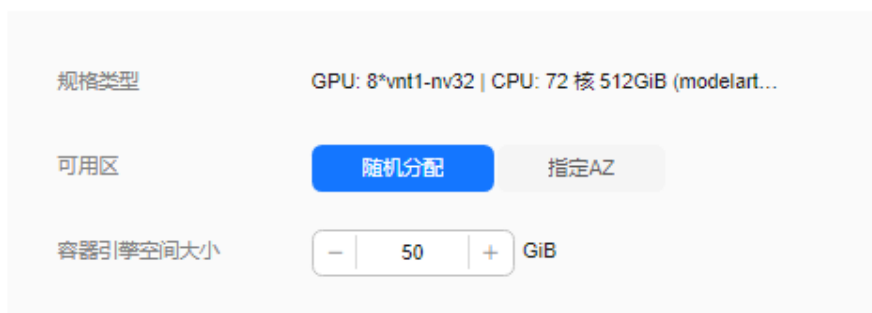 规格类型 GPU: 8*vnt1-nv32 | CPU: 72 核 512GiB (modelart...
可用区 随机分配 指定AZ
容器引擎空间大小 − 50 + GiB